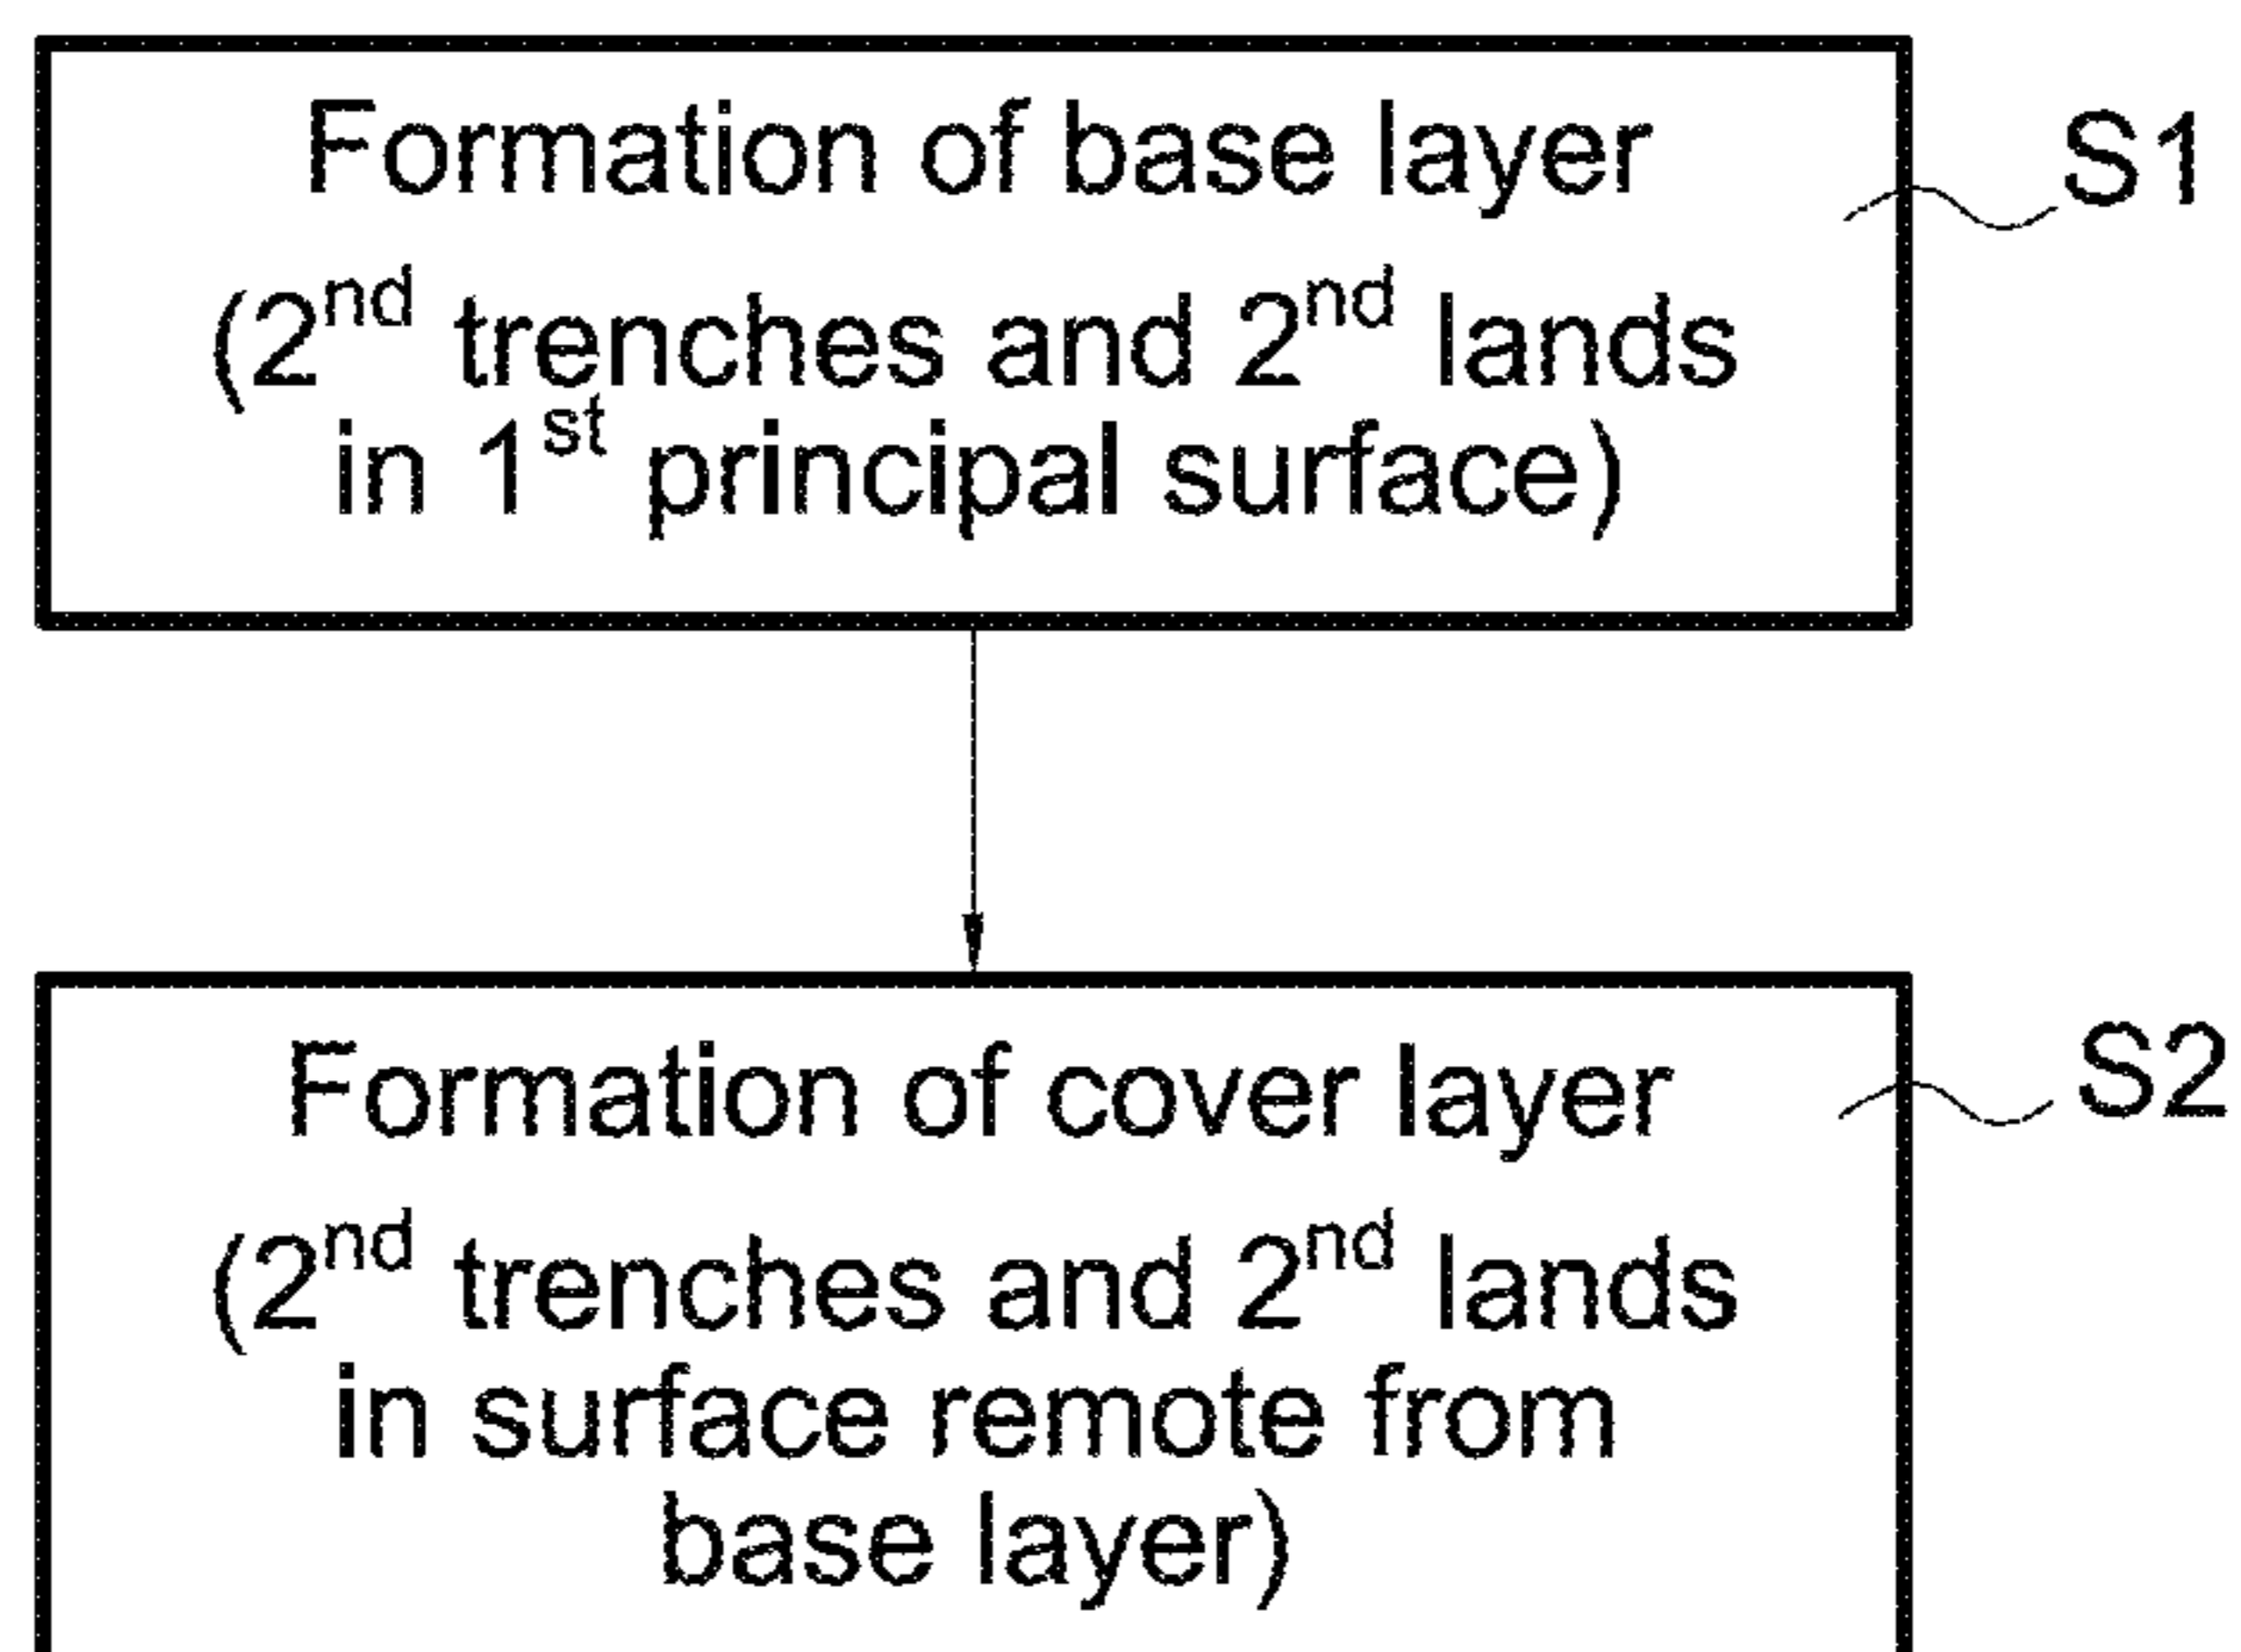 Formation of base layer
S1
(2nd trenches and 2nd lands
in 1st principal surface)
Formation of cover layer
S2
(2nd trenches and 2nd lands
in surface remote from
base layer)